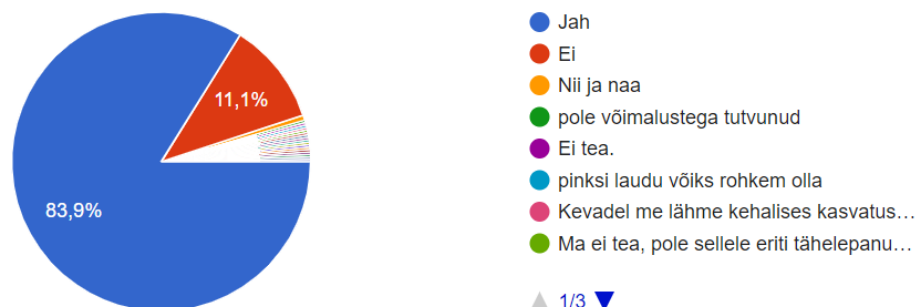 Jah
Ei
11,1%
Nii ja naa
pole võimalustega tutvunud
Ei tea.
pinksi laudu võiks rohkem olla
83,9%
Kevadel me lähme kehalises kasvatus...
Ma ei tea, pole sellele eriti tähelepanu...
1/3